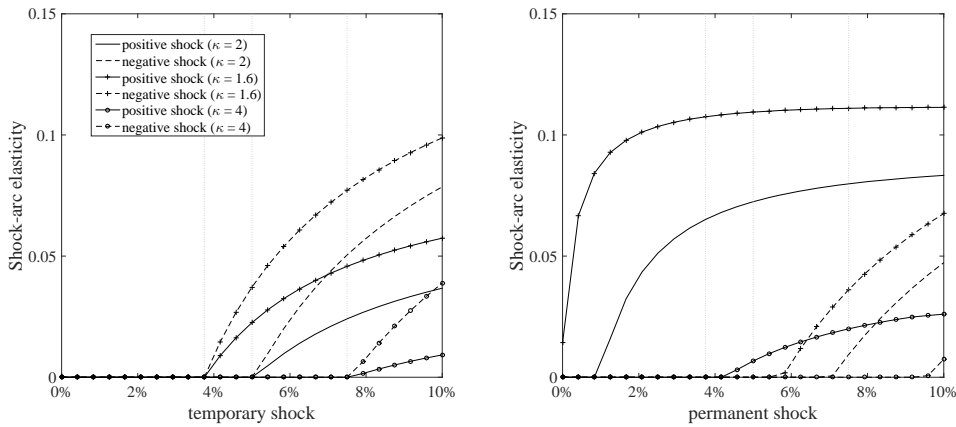 0.15
0.1
0.05
0
Shock-arc elasticity
positive shock (κ = 2)
negative shock (κ = 2)
positive shock (κ = 1.6)
negative shock (κ = 1.6)
positive shock (κ = 4)
negative shock (κ = 4)
0% 2% 4% 6% 8% 10%
temporary shock
0.15
0.1
0.05
0
Shock-arc elasticity
0% 2% 4% 6% 8% 10%
permanent shock